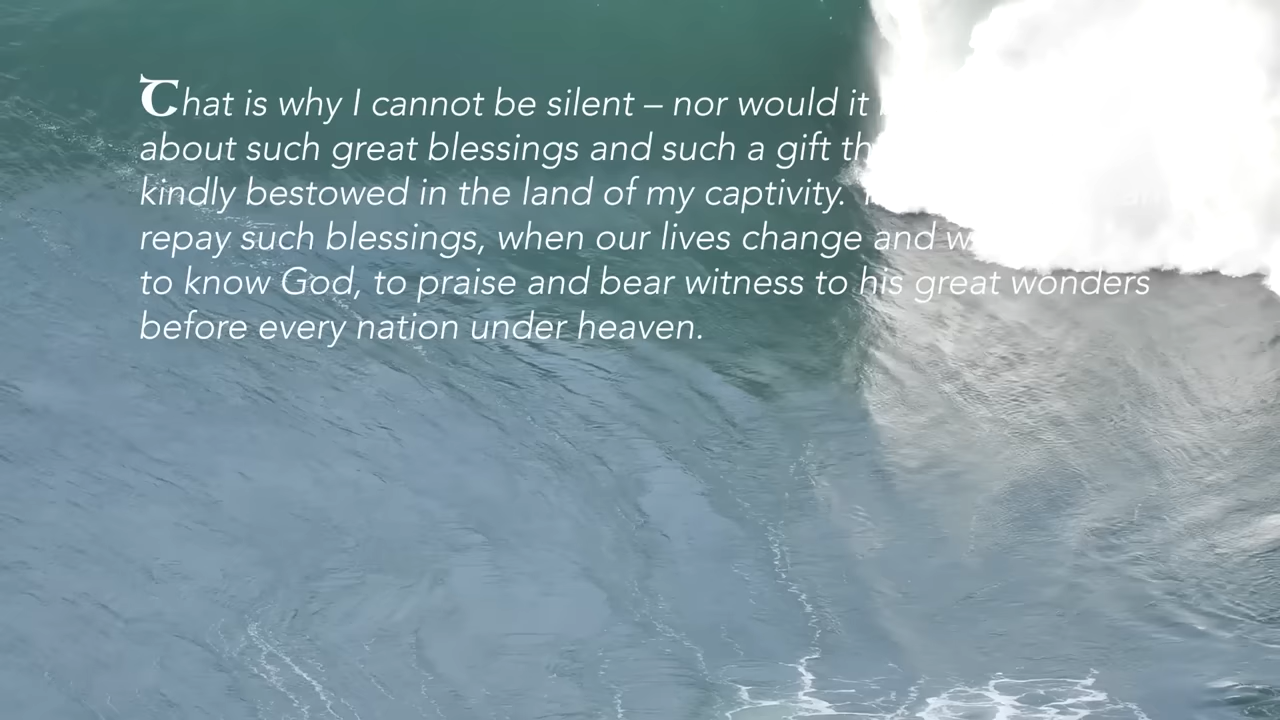 That is why I cannot be silent – nor would it
about such great blessings and such a gift
kindly bestowed in the land of my captivity.
repay such blessings, when our lives change and
to know God, to praise and bear witness to his great wonders
before every nation under heaven.